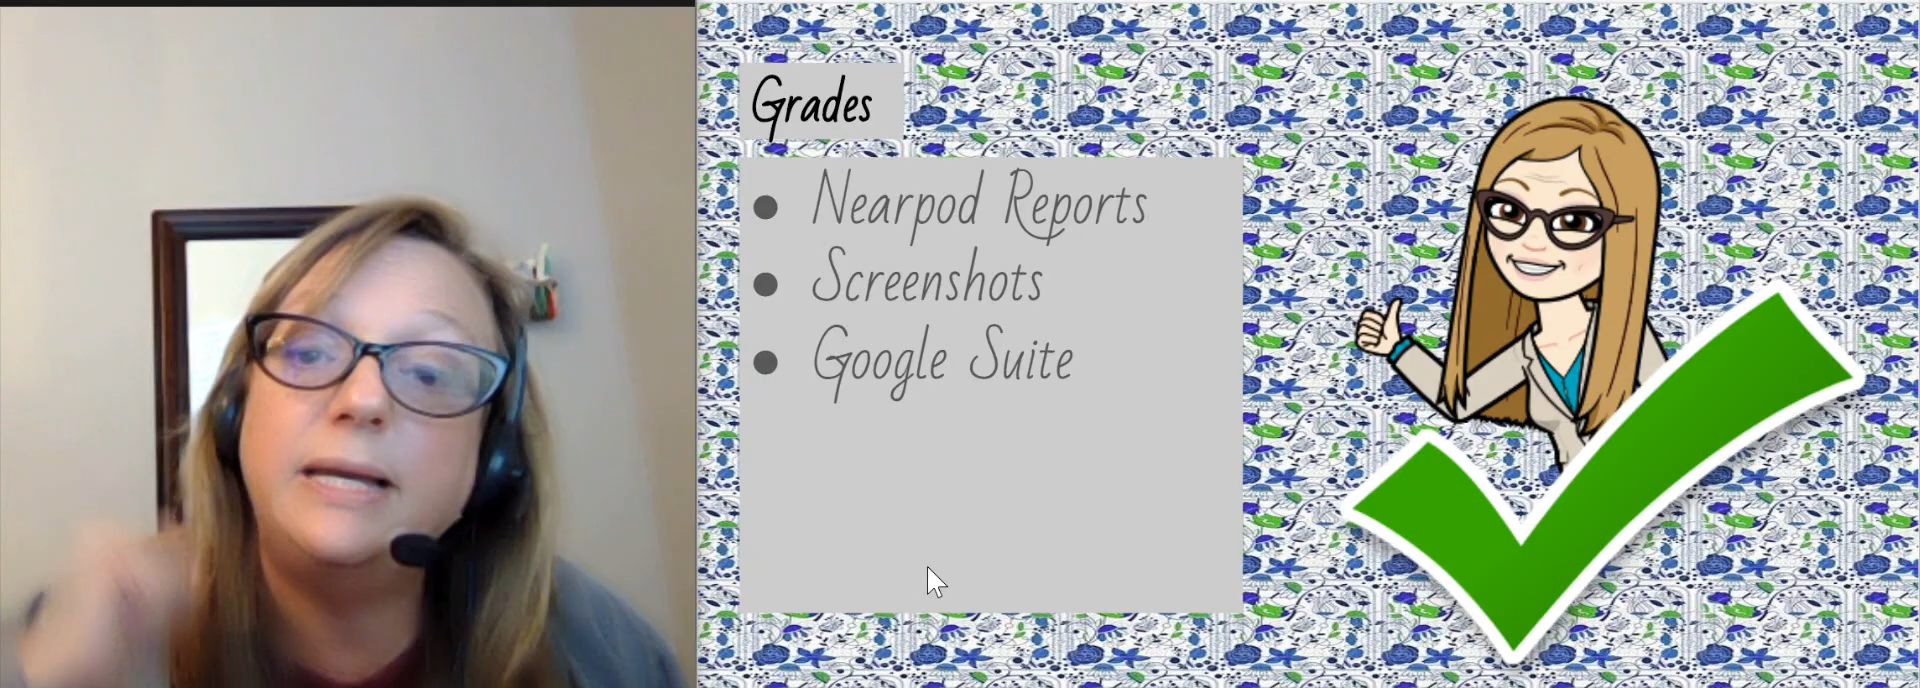 Grades
● Nearpod Reports
● Screenshots
● Google Suite